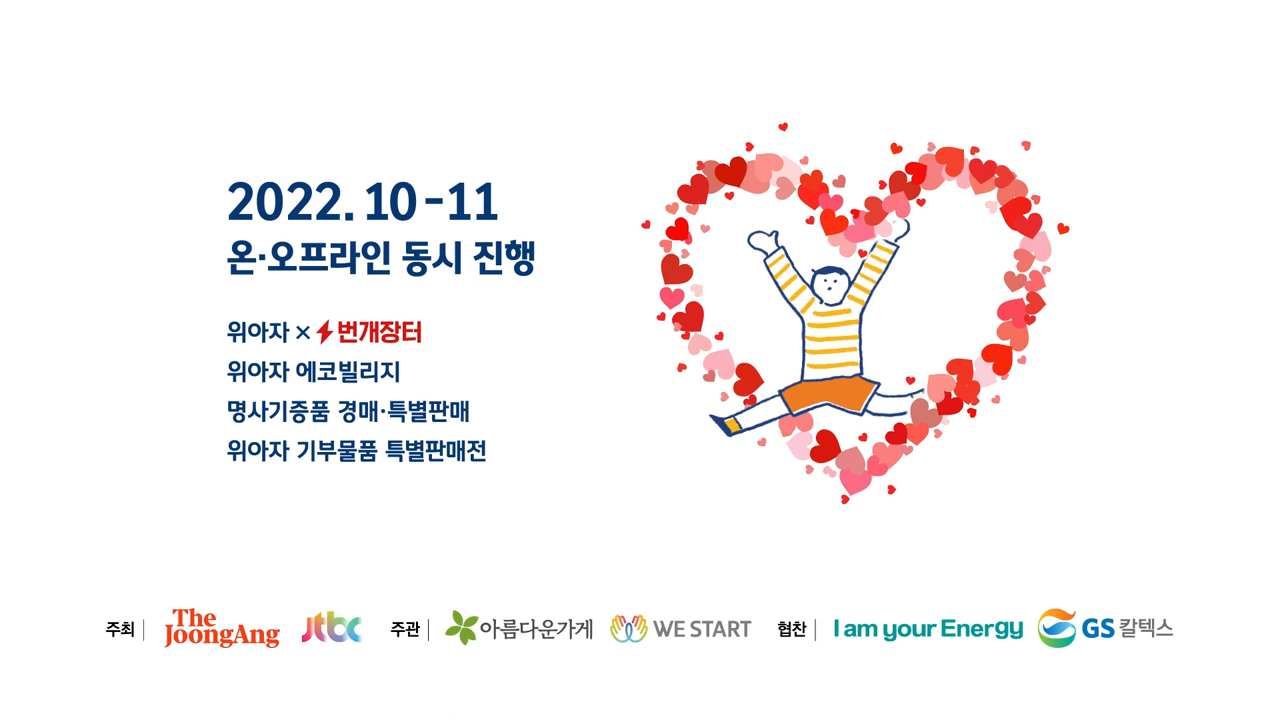 2022. 10-11
온·오프라인 동시 진행
위아자 × 번개장터
위아자 에코빌리지
명사기증품 경매·특별판매
위아자 기부물품 특별판매전
주최 | The JoongAng jtbc 주관 | 아름다운가게 WE START 협찬 | I am your Energy GS 칼텍스